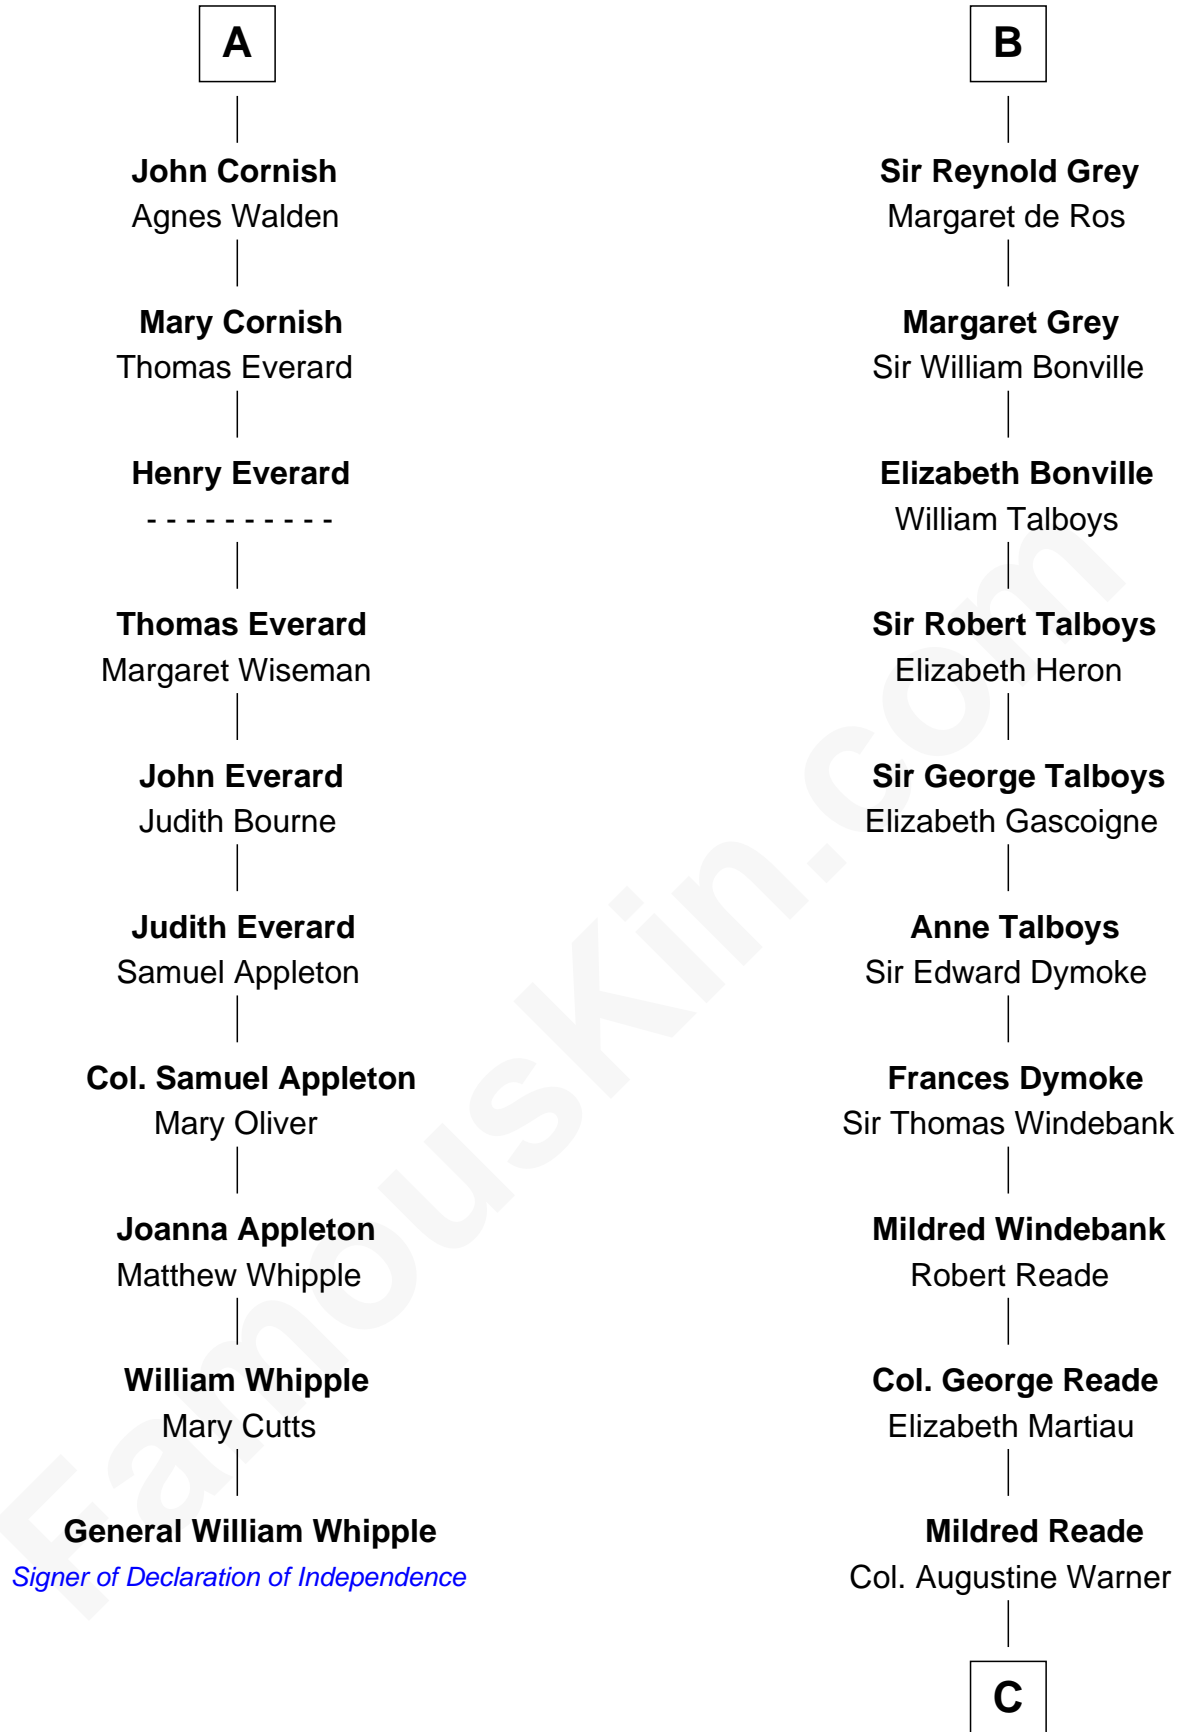 A
John Cornish
Agnes Walden
Mary Cornish
Thomas Everard
Henry Everard
- - - - - - - - - -
Thomas Everard
Margaret Wiseman
John Everard
Judith Bourne
Judith Everard
Samuel Appleton
Col. Samuel Appleton
Mary Oliver
Joanna Appleton
Matthew Whipple
William Whipple
Mary Cutts
General William Whipple
Signer of Declaration of Independence
B
Sir Reynold Grey
Margaret de Ros
Margaret Grey
Sir William Bonville
Elizabeth Bonville
William Talboys
Sir Robert Talboys
Elizabeth Heron
Sir George Talboys
Elizabeth Gascoigne
Anne Talboys
Sir Edward Dymoke
Frances Dymoke
Sir Thomas Windebank
Mildred Windebank
Robert Reade
Col. George Reade
Elizabeth Martiau
Mildred Reade
Col. Augustine Warner
C
FamousKin.com